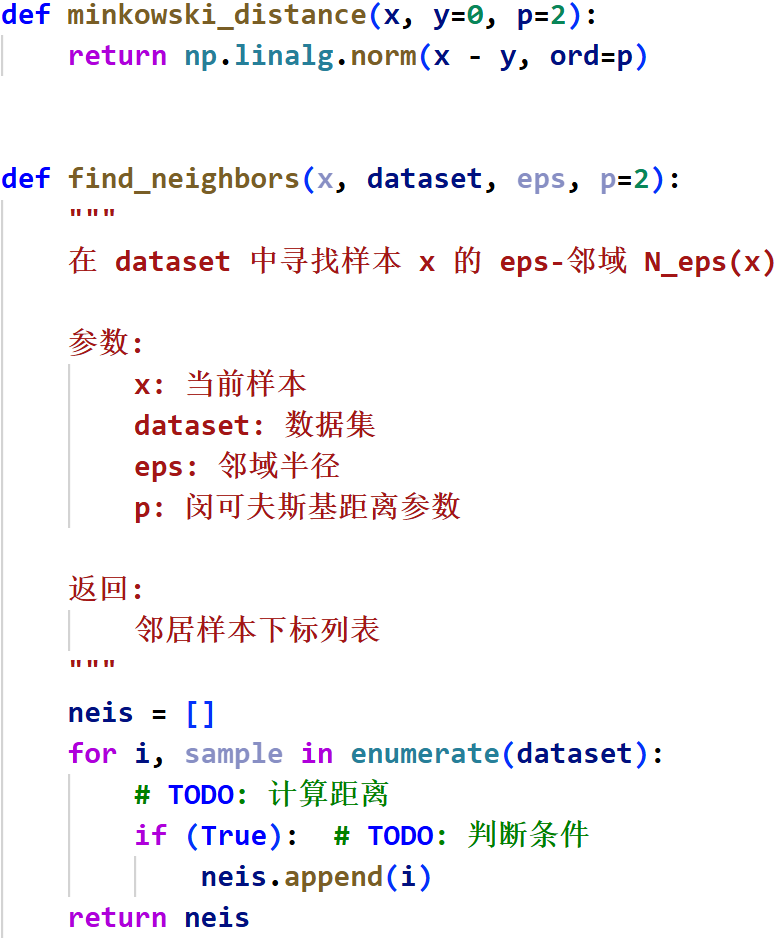 def minkowski_distance(x, y=0, p=2):
    return np.linalg.norm(x - y, ord=p)
def find_neighbors(x, dataset, eps, p=2):
    """
    在 dataset 中寻找样本 x 的 eps-邻域 N_eps(x)
    参数:
        x: 当前样本
        dataset: 数据集
        eps: 邻域半径
        p: 闵可夫斯基距离参数
    返回:
        邻居样本下标列表
    """
    neis = []
    for i, sample in enumerate(dataset):
        # TODO: 计算距离
        if (True):  # TODO: 判断条件
            neis.append(i)
    return neis